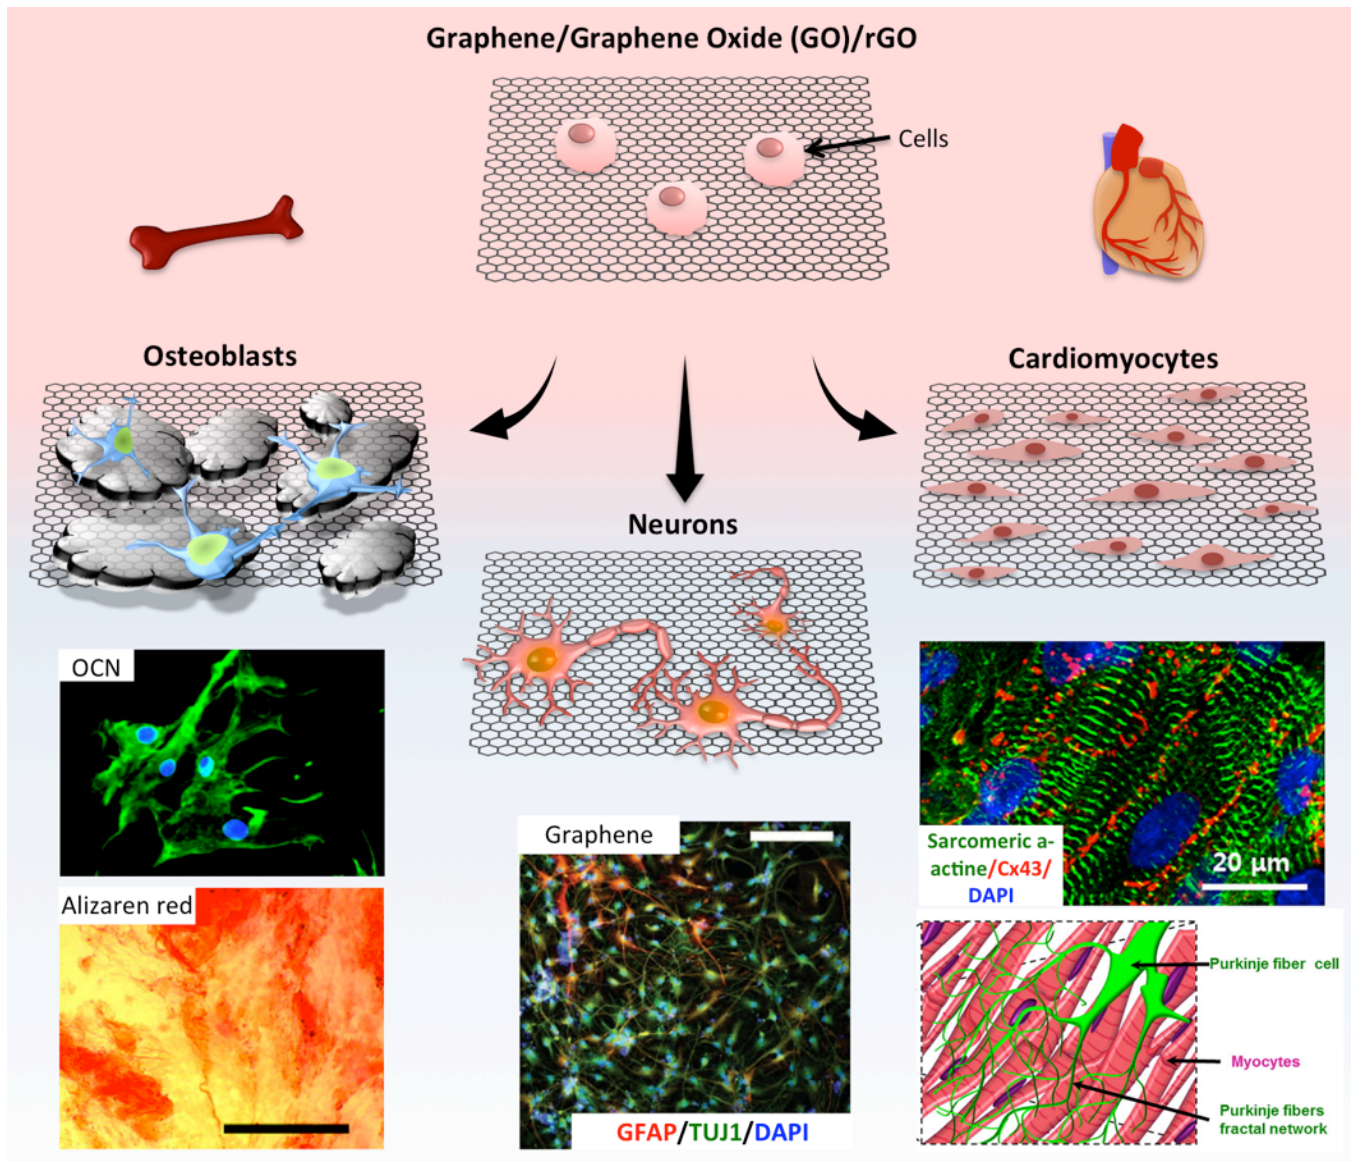 Graphene/Graphene Oxide (GO)/rGO
Cells
Osteoblasts
Cardiomyocytes
Neurons
OCN
Alizaren red
Graphene
GFAP/TUJ1/DAPI
Sarcomeric a-
actine/Cx43/
DAPI
20 μm
Purkinje fiber cell
Myocytes
Purkinje fibers
fractal network